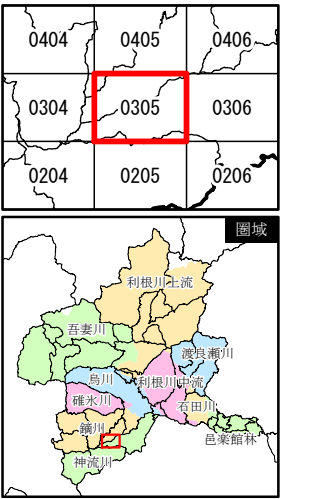 0404 0405 0406
0304 0305 0306
0204 0205 0206
圏域
利根川上流
吾妻川
渡良瀬川
烏川
利根川中流
碓氷川
石田川
鏑川
邑楽館林
神流川